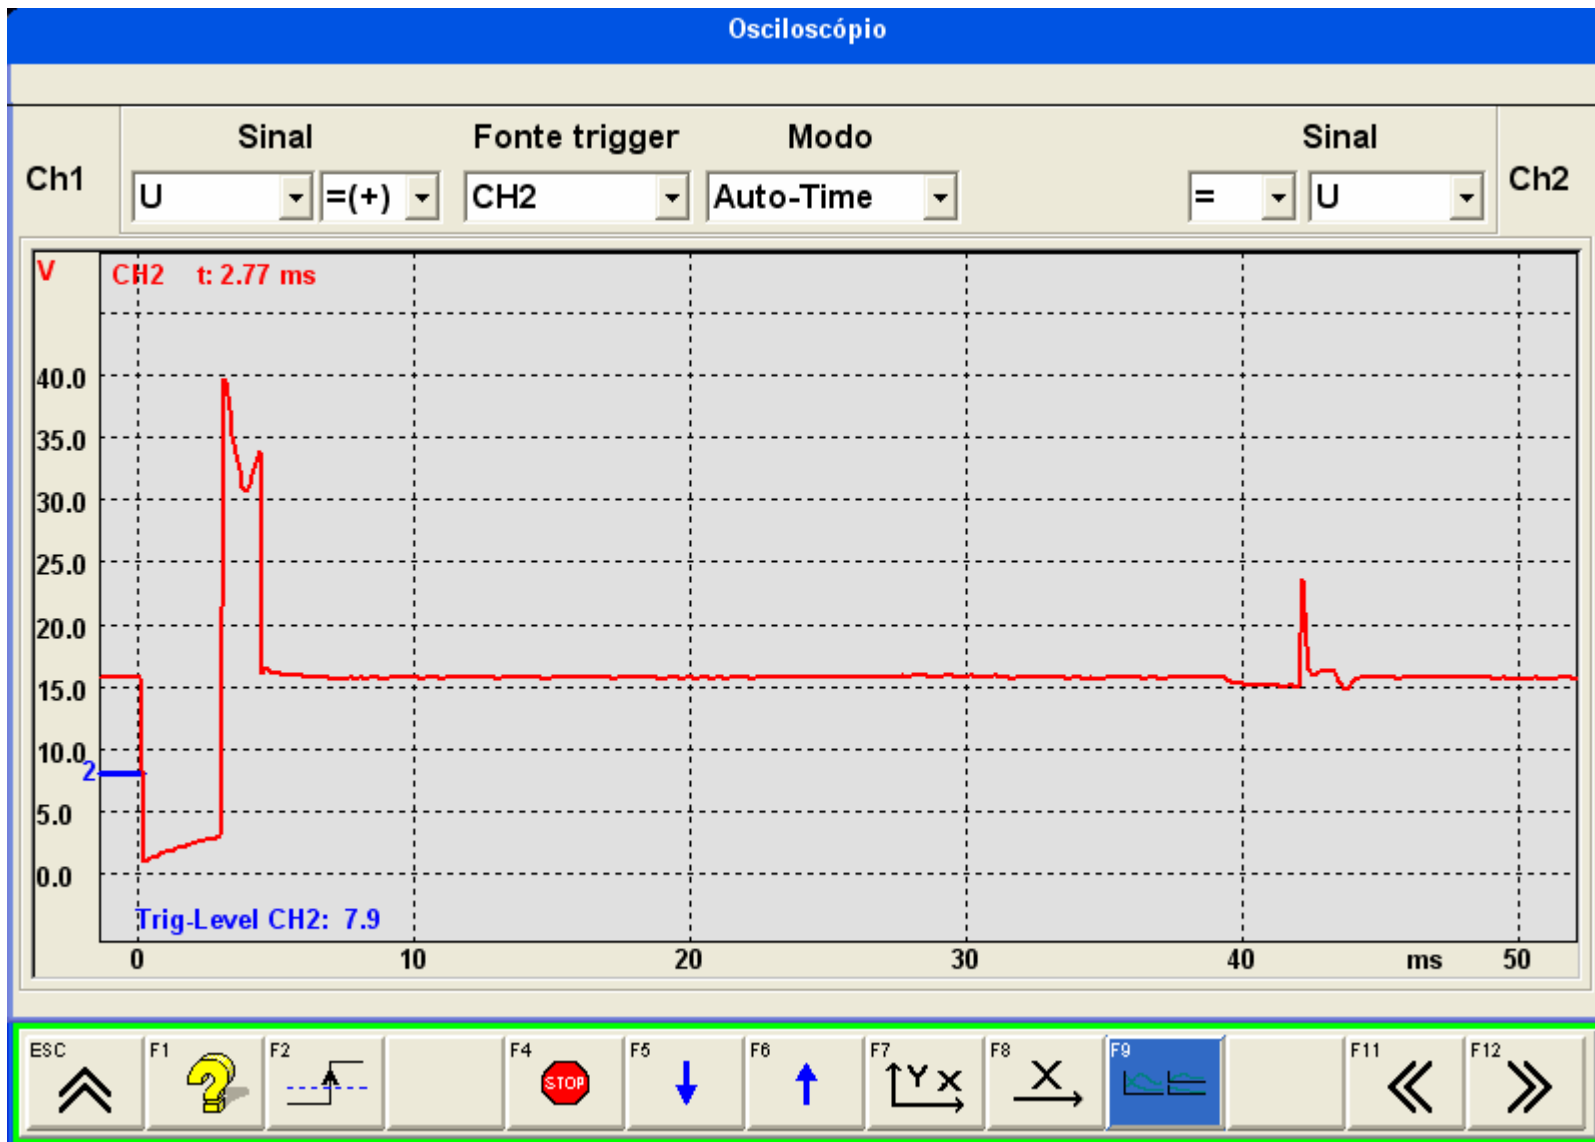 Osciloscópio
Sinal Fonte trigger Modo Sinal
Ch1 U =(+) CH2 Auto-Time = U Ch2
V CH2 t: 2.77 ms
40.0
35.0
30.0
25.0
20.0
15.0
10.0
2
5.0
0.0
Trig-Level CH2: 7.9
0 10 20 30 40 ms 50
ESC F1 F2 F4 F5 F6 F7 F8 F9 F11 F12
? STOP Y X X